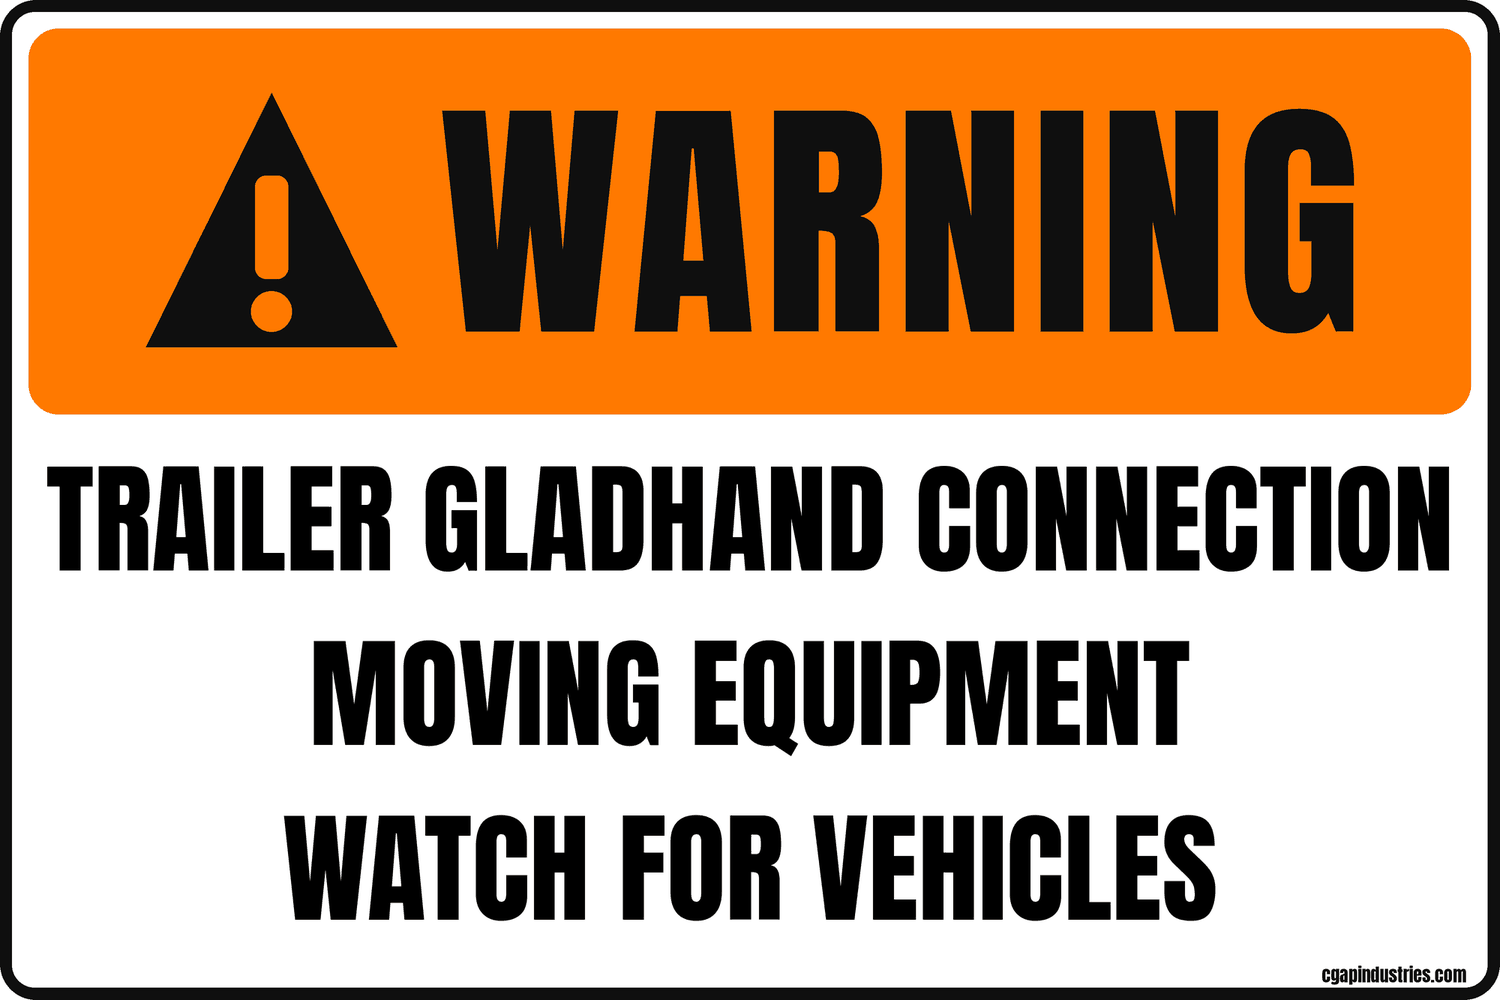 WARNING
TRAILER GLADHAND CONNECTION
MOVING EQUIPMENT
WATCH FOR VEHICLES
cgapindustries.com